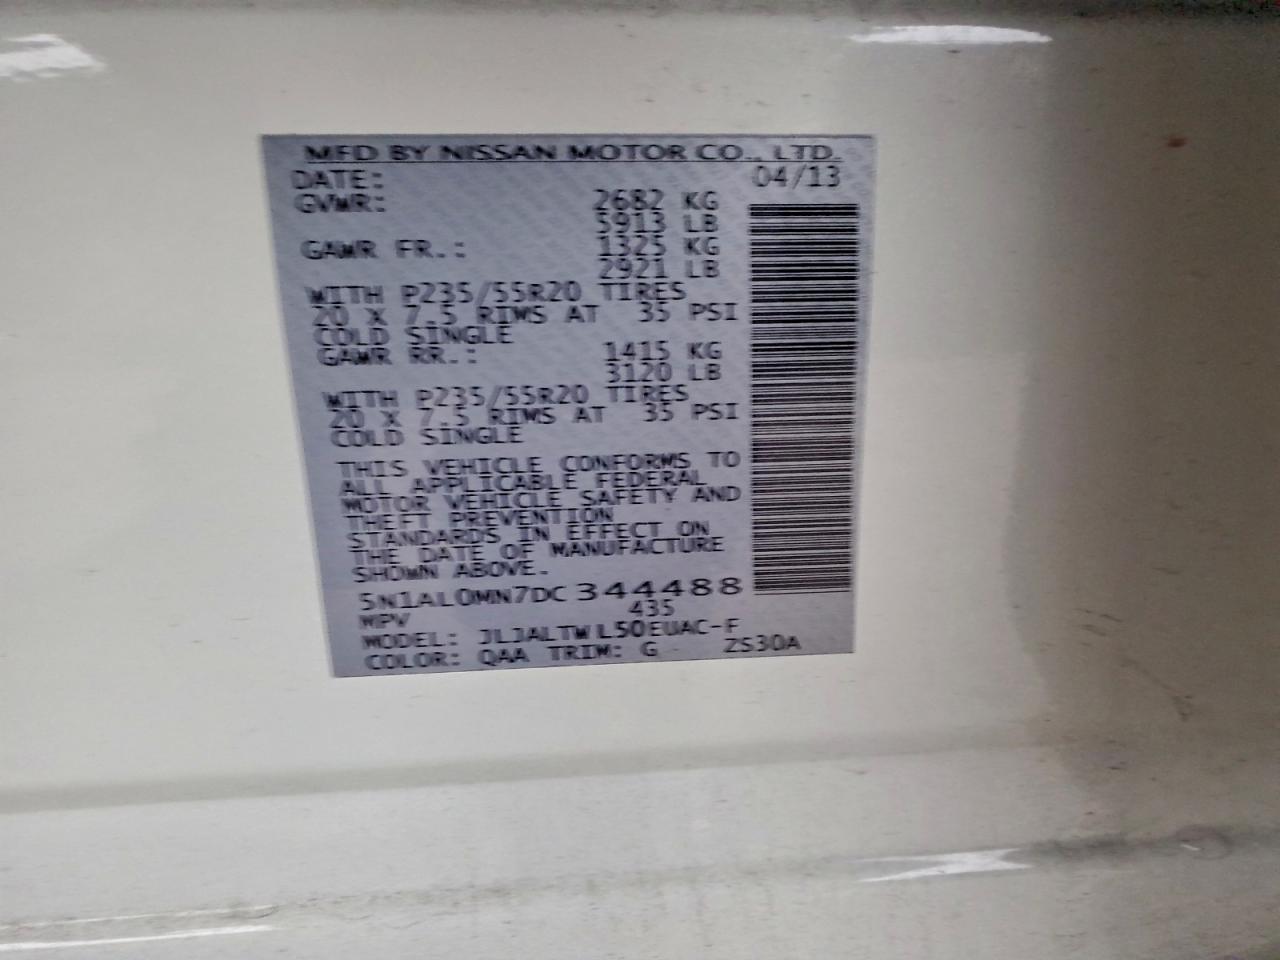 MFD BY NISSAN MOTOR CO., LTD.
DATE: 04/13
GVWR: 2682 KG
5913 LB
GAWR FR.: 1325 KG
2921 LB
WITH P235/55R20 TIRES
20 X 7.5 RIMS AT 35 PSI
COLD SINGLE
GAWR RR.: 1415 KG
3120 LB
WITH P235/55R20 TIRES
20 X 7.5 RIMS AT 35 PSI
COLD SINGLE
THIS VEHICLE CONFORMS TO
ALL APPLICABLE FEDERAL
MOTOR VEHICLE SAFETY AND
THEFT PREVENTION
STANDARDS IN EFFECT ON
THE DATE OF MANUFACTURE
SHOWN ABOVE.
5N1AL0MN7DC344488
MPV 435
MODEL: JLJALTWL50EUAC-F
COLOR: QAA TRIM: G ZS30A